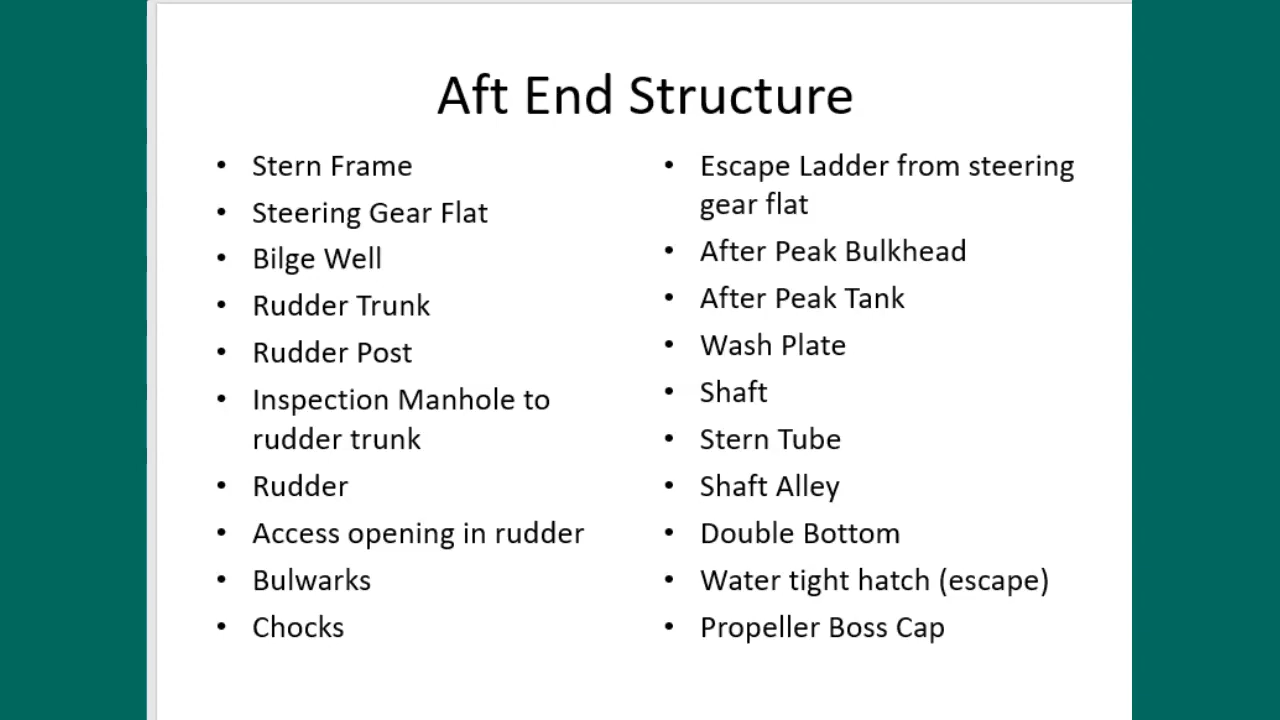 Aft End Structure
• Stern Frame
• Steering Gear Flat
• Bilge Well
• Rudder Trunk
• Rudder Post
• Inspection Manhole to
rudder trunk
• Rudder
• Access opening in rudder
• Bulwarks
• Chocks
• Escape Ladder from steering
gear flat
• After Peak Bulkhead
• After Peak Tank
• Wash Plate
• Shaft
• Stern Tube
• Shaft Alley
• Double Bottom
• Water tight hatch (escape)
• Propeller Boss Cap